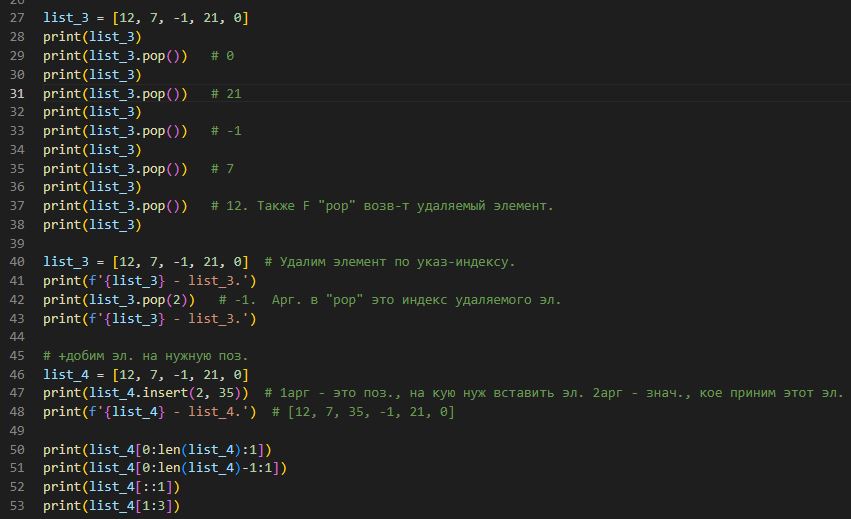 27 list_3 = [12, 7, -1, 21, 0]
28 print(list_3)
29 print(list_3.pop())   # 0
30 print(list_3)
31 print(list_3.pop())   # 21
32 print(list_3)
33 print(list_3.pop())   # -1
34 print(list_3)
35 print(list_3.pop())   # 7
36 print(list_3)
37 print(list_3.pop())   # 12. Также F "pop" возв-т удаляемый элемент.
38 print(list_3)
39
40 list_3 = [12, 7, -1, 21, 0]  # Удалим элемент по указ-индексу.
41 print(f'{list_3} - list_3.')
42 print(list_3.pop(2))   # -1.  Арг. в "pop" это индекс удаляемого эл.
43 print(f'{list_3} - list_3.')
44
45 # +добим эл. на нужную поз.
46 list_4 = [12, 7, -1, 21, 0]
47 print(list_4.insert(2, 35))  # 1арг - это поз., на кую нуж вставить эл. 2арг - знач., кое приним этот эл.
48 print(f'{list_4} - list_4.')  # [12, 7, 35, -1, 21, 0]
49
50 print(list_4[0:len(list_4):1])
51 print(list_4[0:len(list_4)-1:1])
52 print(list_4[::1])
53 print(list_4[1:3])